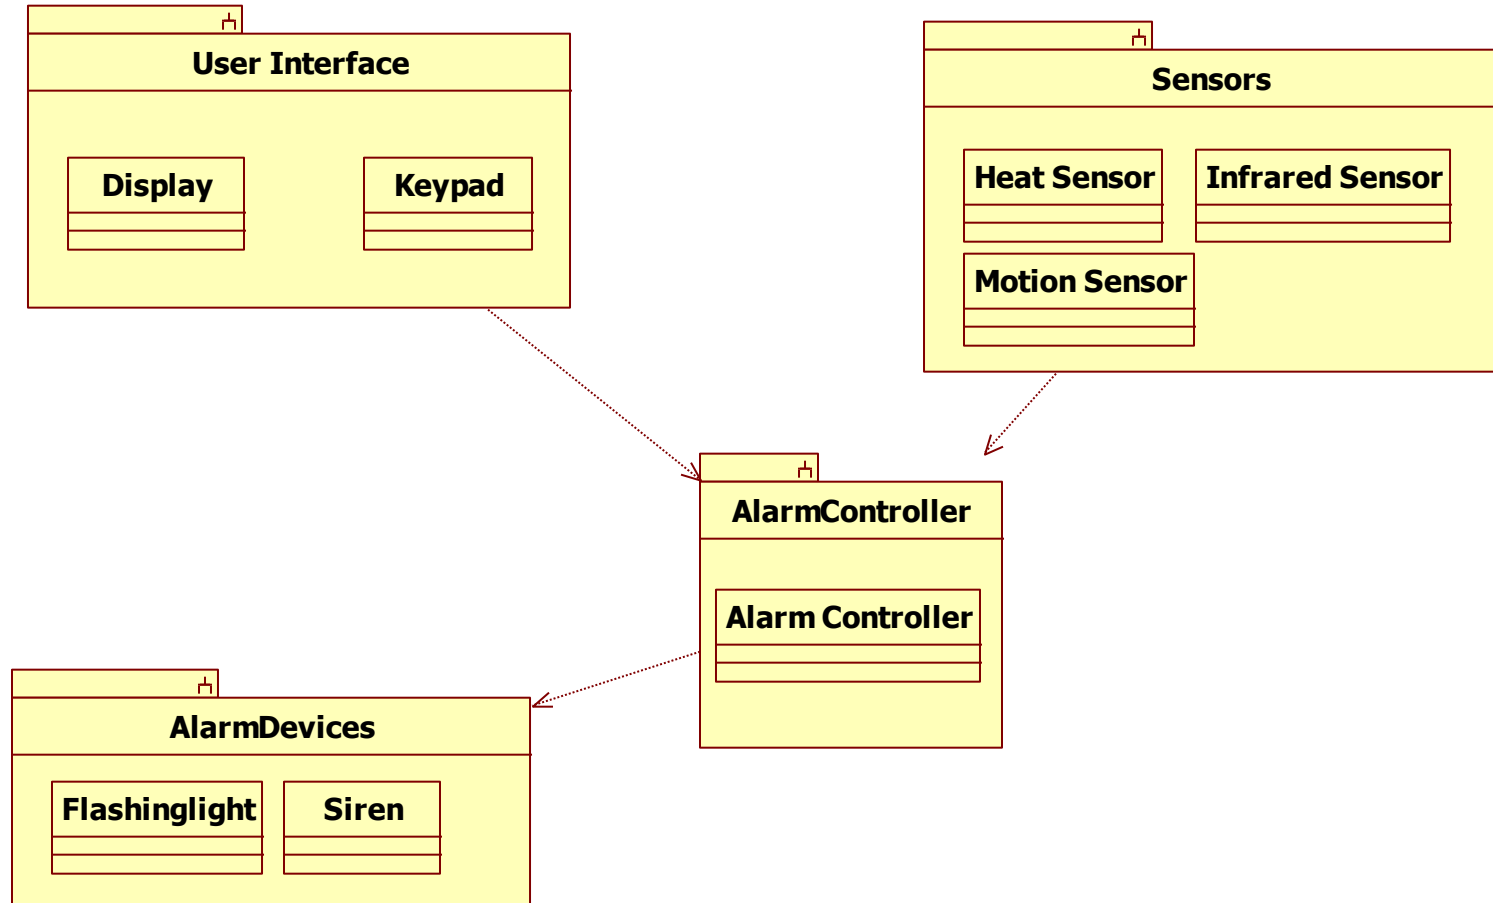 User Interface
Display
Keypad
Sensors
Heat Sensor
Infrared Sensor
Motion Sensor
AlarmController
Alarm Controller
AlarmDevices
Flashinglight
Siren